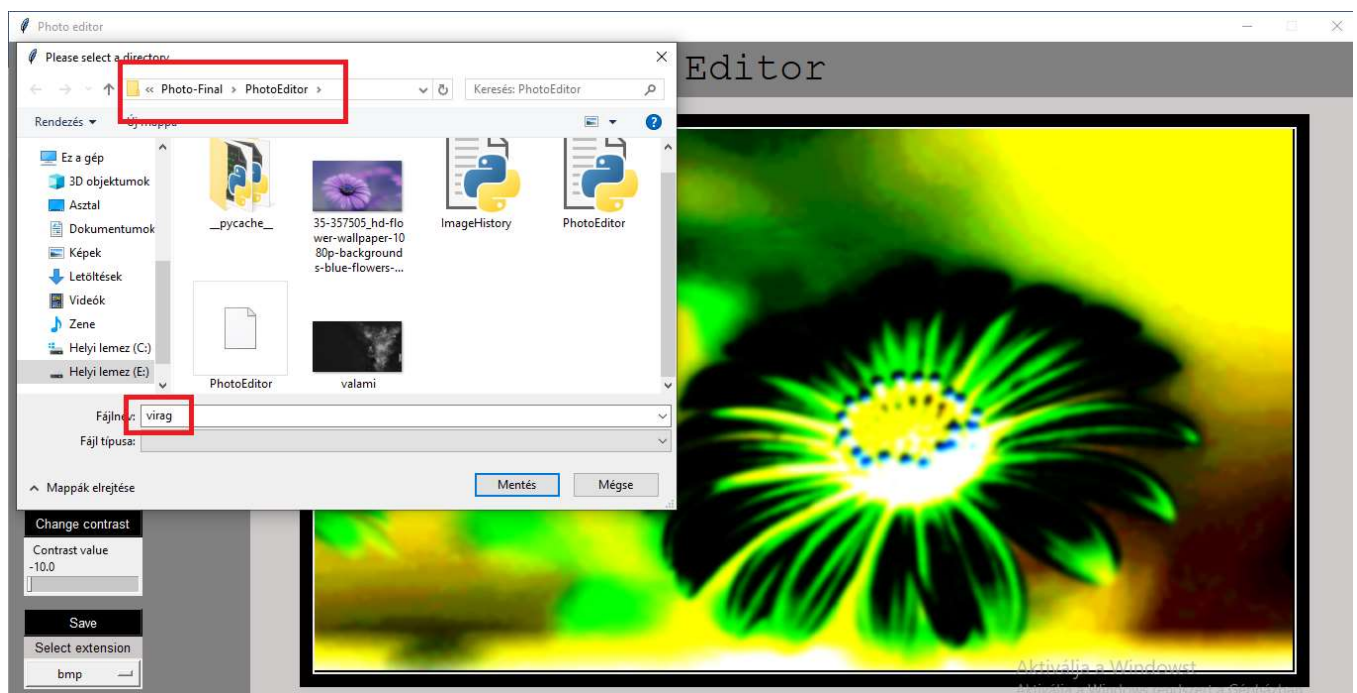 Photo editor
Please select a directory
Editor
« Photo-Final › PhotoEditor ›
Keresés: PhotoEditor
Rendezés
Új mappa
Ez a gép
3D objektumok
Asztal
Dokumentumok
Képek
Letöltések
Videók
Zene
Helyi lemez (C:)
Helyi lemez (E:)
__pycache__
35-357505_hd-flo
wer-wallpaper-10
80p-background
s-blue-flowers-...
ImageHistory
PhotoEditor
PhotoEditor
valami
Fájlnév: virag
Fájl típusa:
Mappák elrejtése
Mentés
Mégse
Change contrast
Contrast value
-10.0
Save
Select extension
bmp
Aktiválja a Windowst